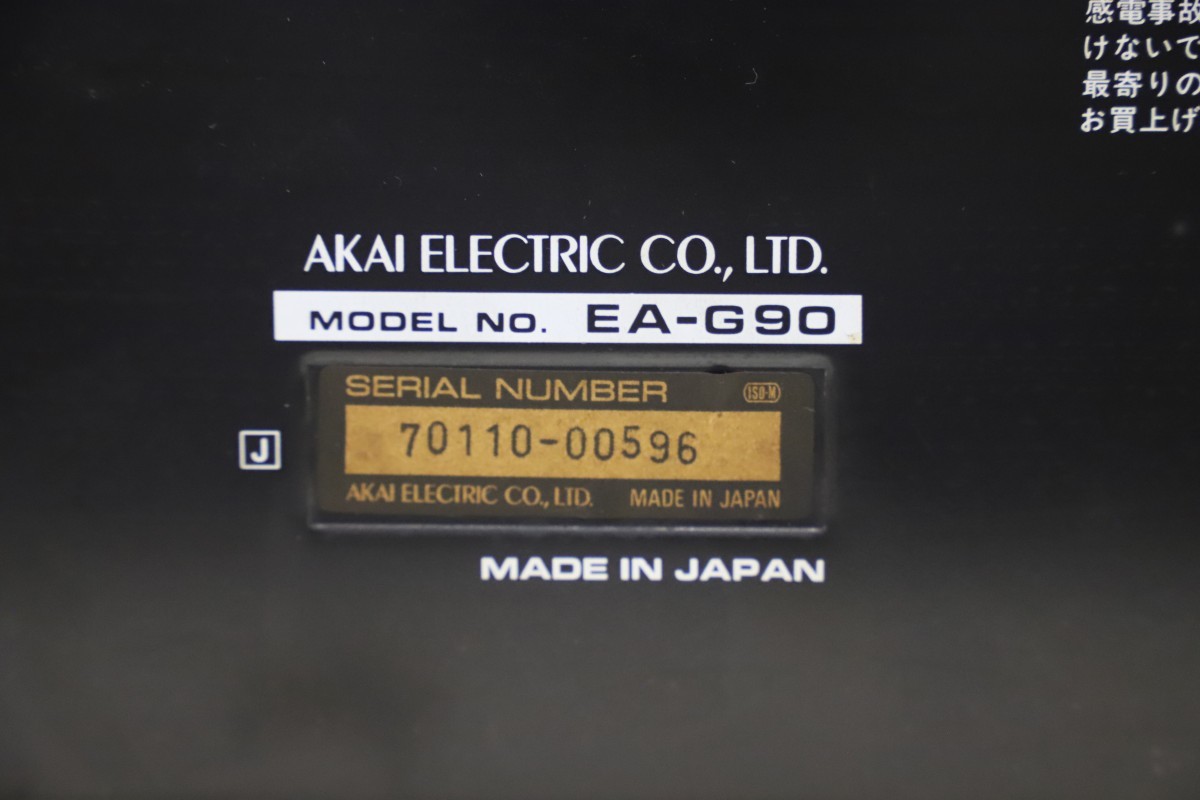 感電事故
けないで
最寄りの
お買上げ
AKAI ELECTRIC CO., LTD.
MODEL NO. EA-G90
SERIAL NUMBER ISO-M
J
70110-00596
AKAI ELECTRIC CO., LTD. MADE IN JAPAN
MADE IN JAPAN